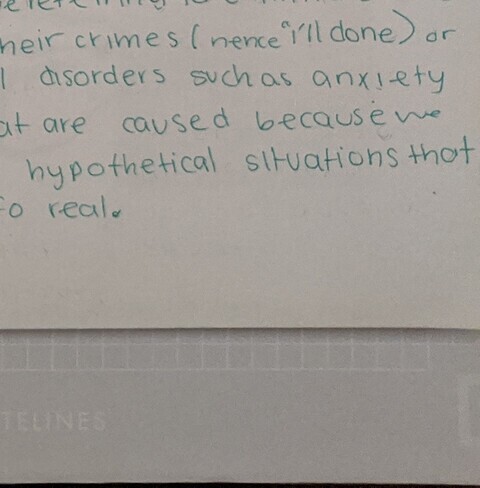 heir crimes (hence "i'll done) or
l disorders such as anxiety
at are caused because we
hypothetical situations that
o real.
TELINES